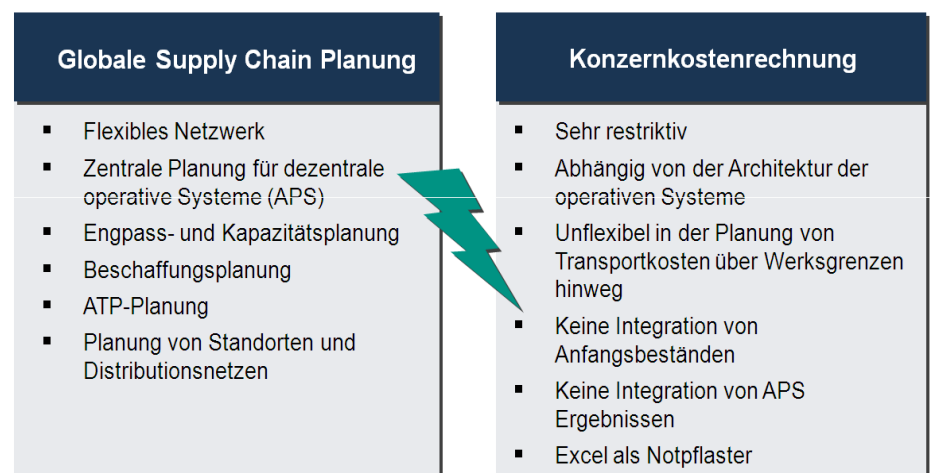 Globale Supply Chain Planung
▪ Flexibles Netzwerk
▪ Zentrale Planung für dezentrale
operative Systeme (APS)
▪ Engpass- und Kapazitätsplanung
▪ Beschaffungsplanung
▪ ATP-Planung
▪ Planung von Standorten und
Distributionsnetzen
Konzernkostenrechnung
▪ Sehr restriktiv
▪ Abhängig von der Architektur der
operativen Systeme
▪ Unflexibel in der Planung von
Transportkosten über Werksgrenzen
hinweg
▪ Keine Integration von
Anfangsbeständen
▪ Keine Integration von APS
Ergebnissen
▪ Excel als Notpflaster